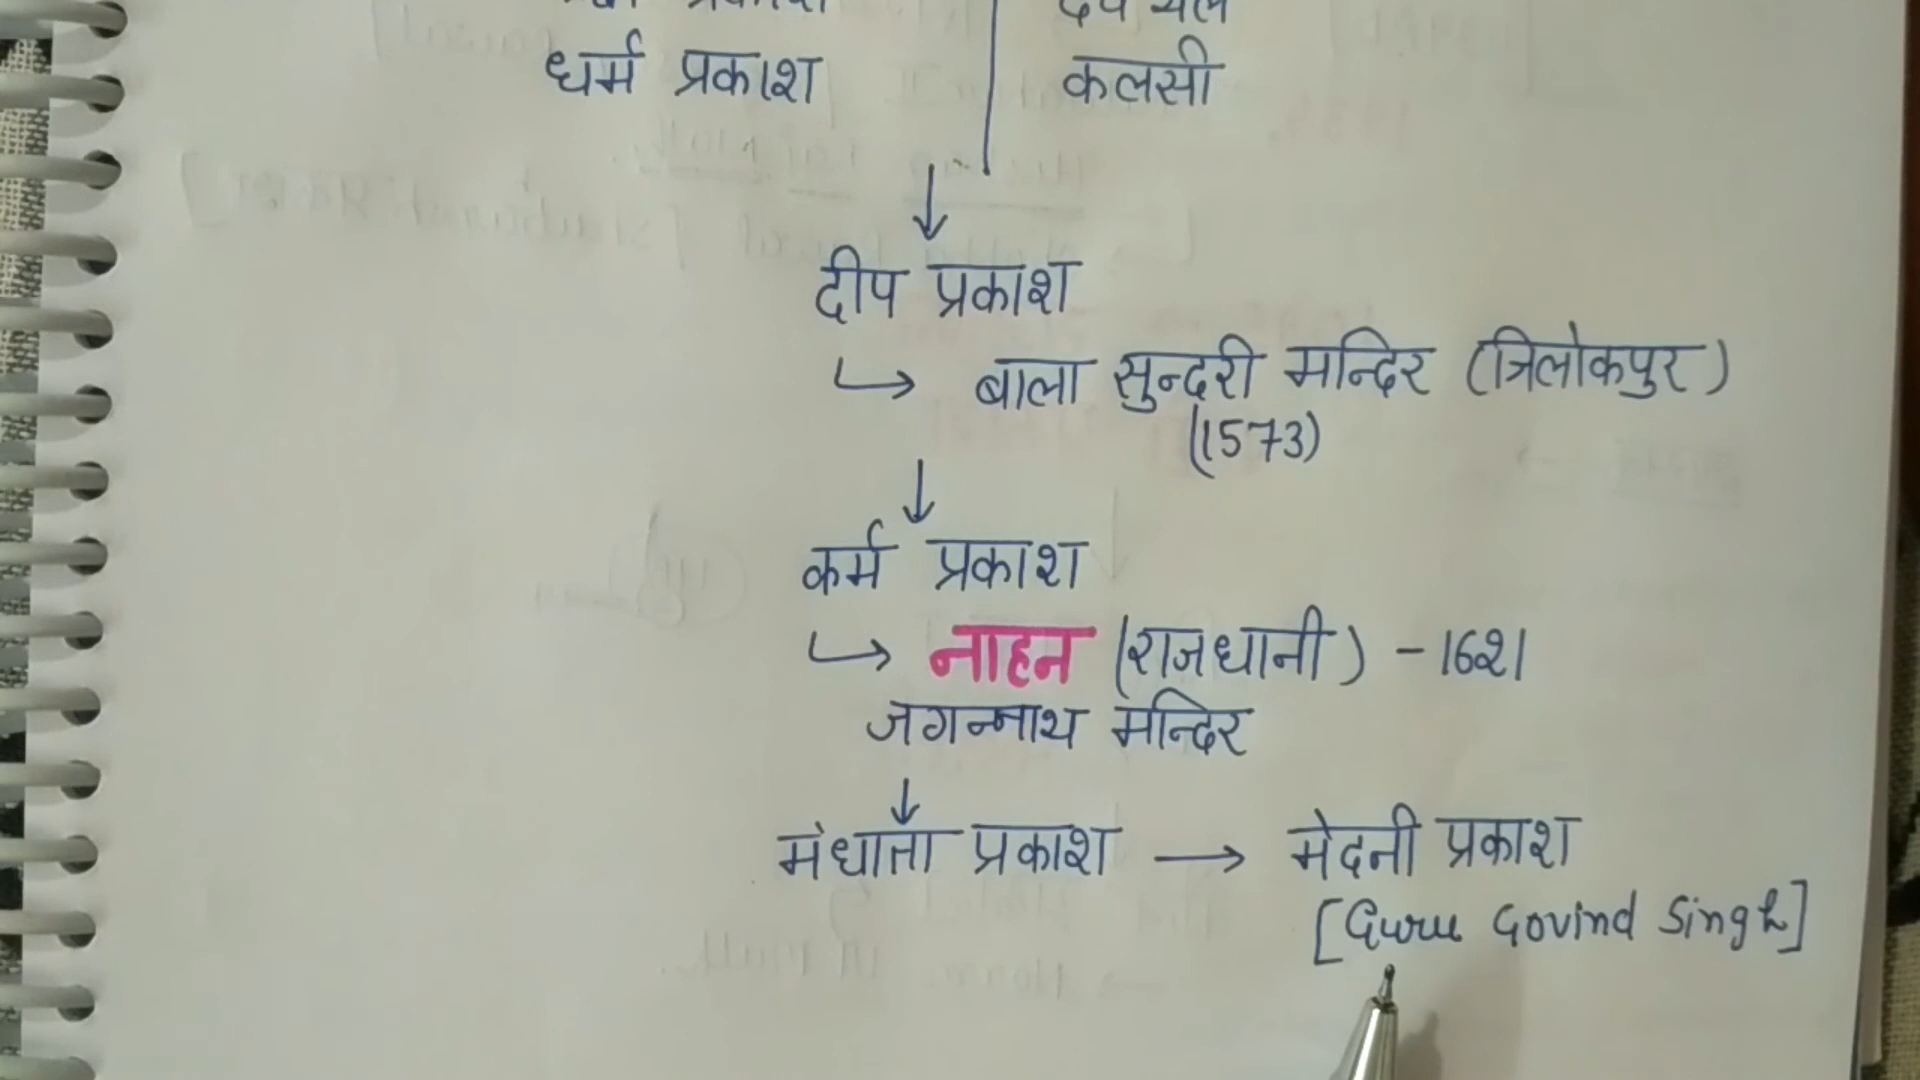 प्रकाश
धर्म प्रकाश
कलसी
दीप प्रकाश
↳ बाला सुन्दरी मन्दिर (त्रिलोकपुर)
(1573)
कर्म प्रकाश
↳ नाहन (राजधानी) - 1621
जगन्नाथ मन्दिर
मंधाता प्रकाश → मेदनी प्रकाश
[Guru Govind Singh]